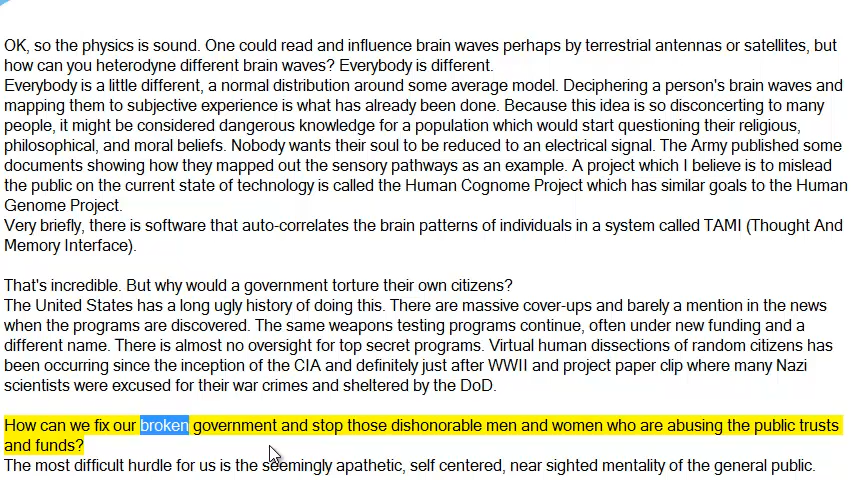 OK, so the physics is sound. One could read and influence brain waves perhaps by terrestrial antennas or satellites, but
how can you heterodyne different brain waves? Everybody is different.
Everybody is a little different, a normal distribution around some average model. Deciphering a person's brain waves and
mapping them to subjective experience is what has already been done. Because this idea is so disconcerting to many
people, it might be considered dangerous knowledge for a population which would start questioning their religious,
philosophical, and moral beliefs. Nobody wants their soul to be reduced to an electrical signal. The Army published some
documents showing how they mapped out the sensory pathways as an example. A project which I believe is to mislead
the public on the current state of technology is called the Human Cognome Project which has similar goals to the Human
Genome Project.
Very briefly, there is software that auto-correlates the brain patterns of individuals in a system called TAMI (Thought And
Memory Interface).
That's incredible. But why would a government torture their own citizens?
The United States has a long ugly history of doing this. There are massive cover-ups and barely a mention in the news
when the programs are discovered. The same weapons testing programs continue, often under new funding and a
different name. There is almost no oversight for top secret programs. Virtual human dissections of random citizens has
been occurring since the inception of the CIA and definitely just after WWII and project paper clip where many Nazi
scientists were excused for their war crimes and sheltered by the DoD.
How can we fix our broken government and stop those dishonorable men and women who are abusing the public trusts
and funds?
The most difficult hurdle for us is the seemingly apathetic, self centered, near sighted mentality of the general public.